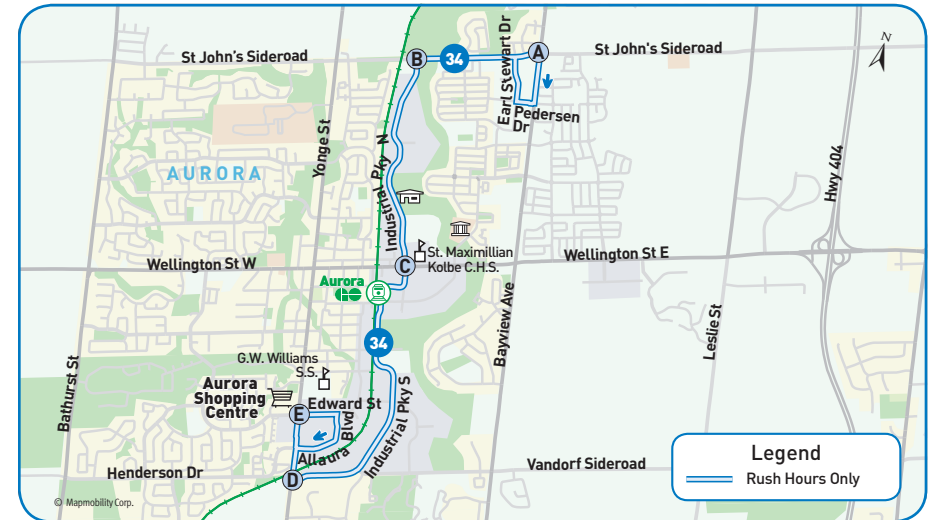 St John's Sideroad
B
34
Earl Stewart Dr
A
St John's Sideroad
N
Pedersen
Dr
Yonge St
Industrial Pky N
AURORA
Hwy 404
St. Maximillian
Kolbe C.H.S.
Wellington St W
C
Wellington St E
Aurora
GO
34
Bayview Ave
Leslie St
G.W. Williams
S.S.
Bathurst St
Aurora
Shopping
Centre
E
Edward St
Allaura Blvd
Industrial Pky S
Henderson Dr
D
Vandorf Sideroad
Legend
Rush Hours Only
© Mapmobility Corp.